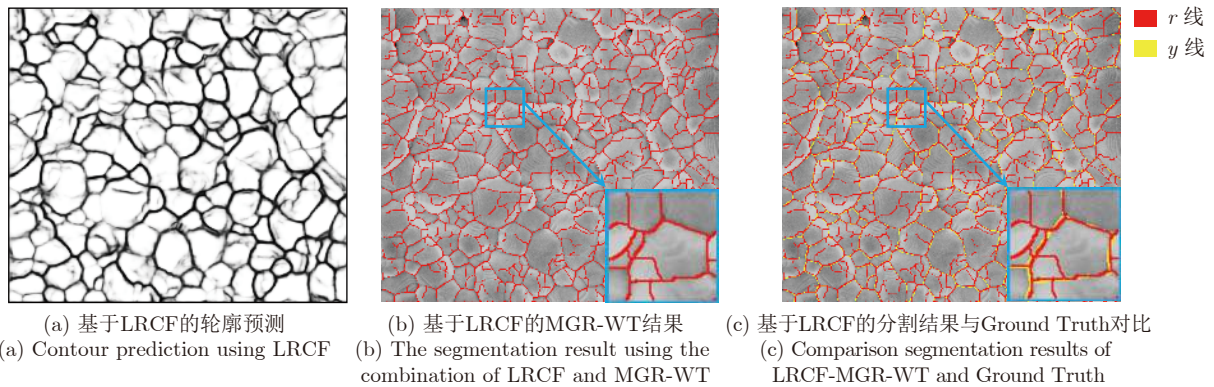 r 线
y 线
(a) 基于LRCF的轮廓预测
(a) Contour prediction using LRCF
(b) 基于LRCF的MGR-WT结果
(b) The segmentation result using the
combination of LRCF and MGR-WT
(c) 基于LRCF的分割结果与Ground Truth对比
(c) Comparison segmentation results of
LRCF-MGR-WT and Ground Truth